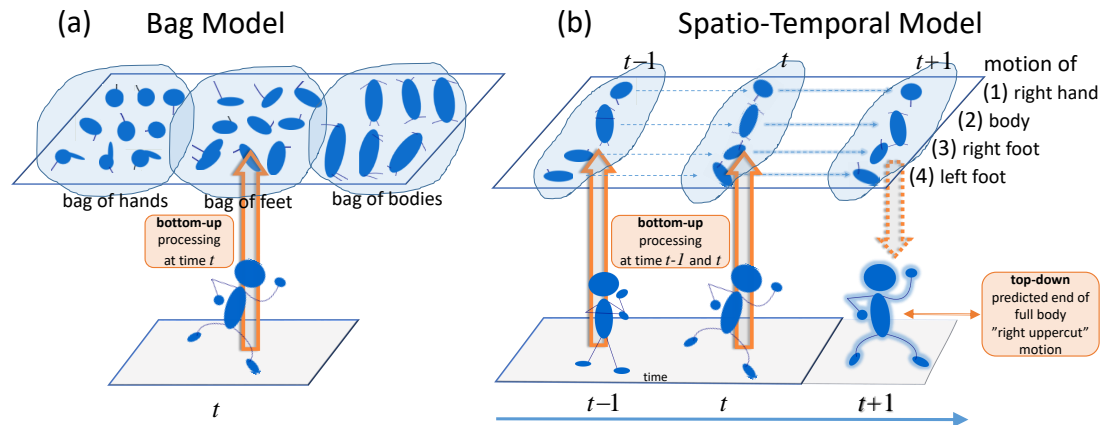 (a) Bag Model
bag of hands
bag of feet
bag of bodies
bottom-up
processing
at time t
t
(b) Spatio-Temporal Model
t−1
t
t+1
motion of
(1) right hand
(2) body
(3) right foot
(4) left foot
bottom-up
processing
at time t-1 and t
top-down
predicted end of
full body
”right uppercut”
motion
time
t−1
t
t+1